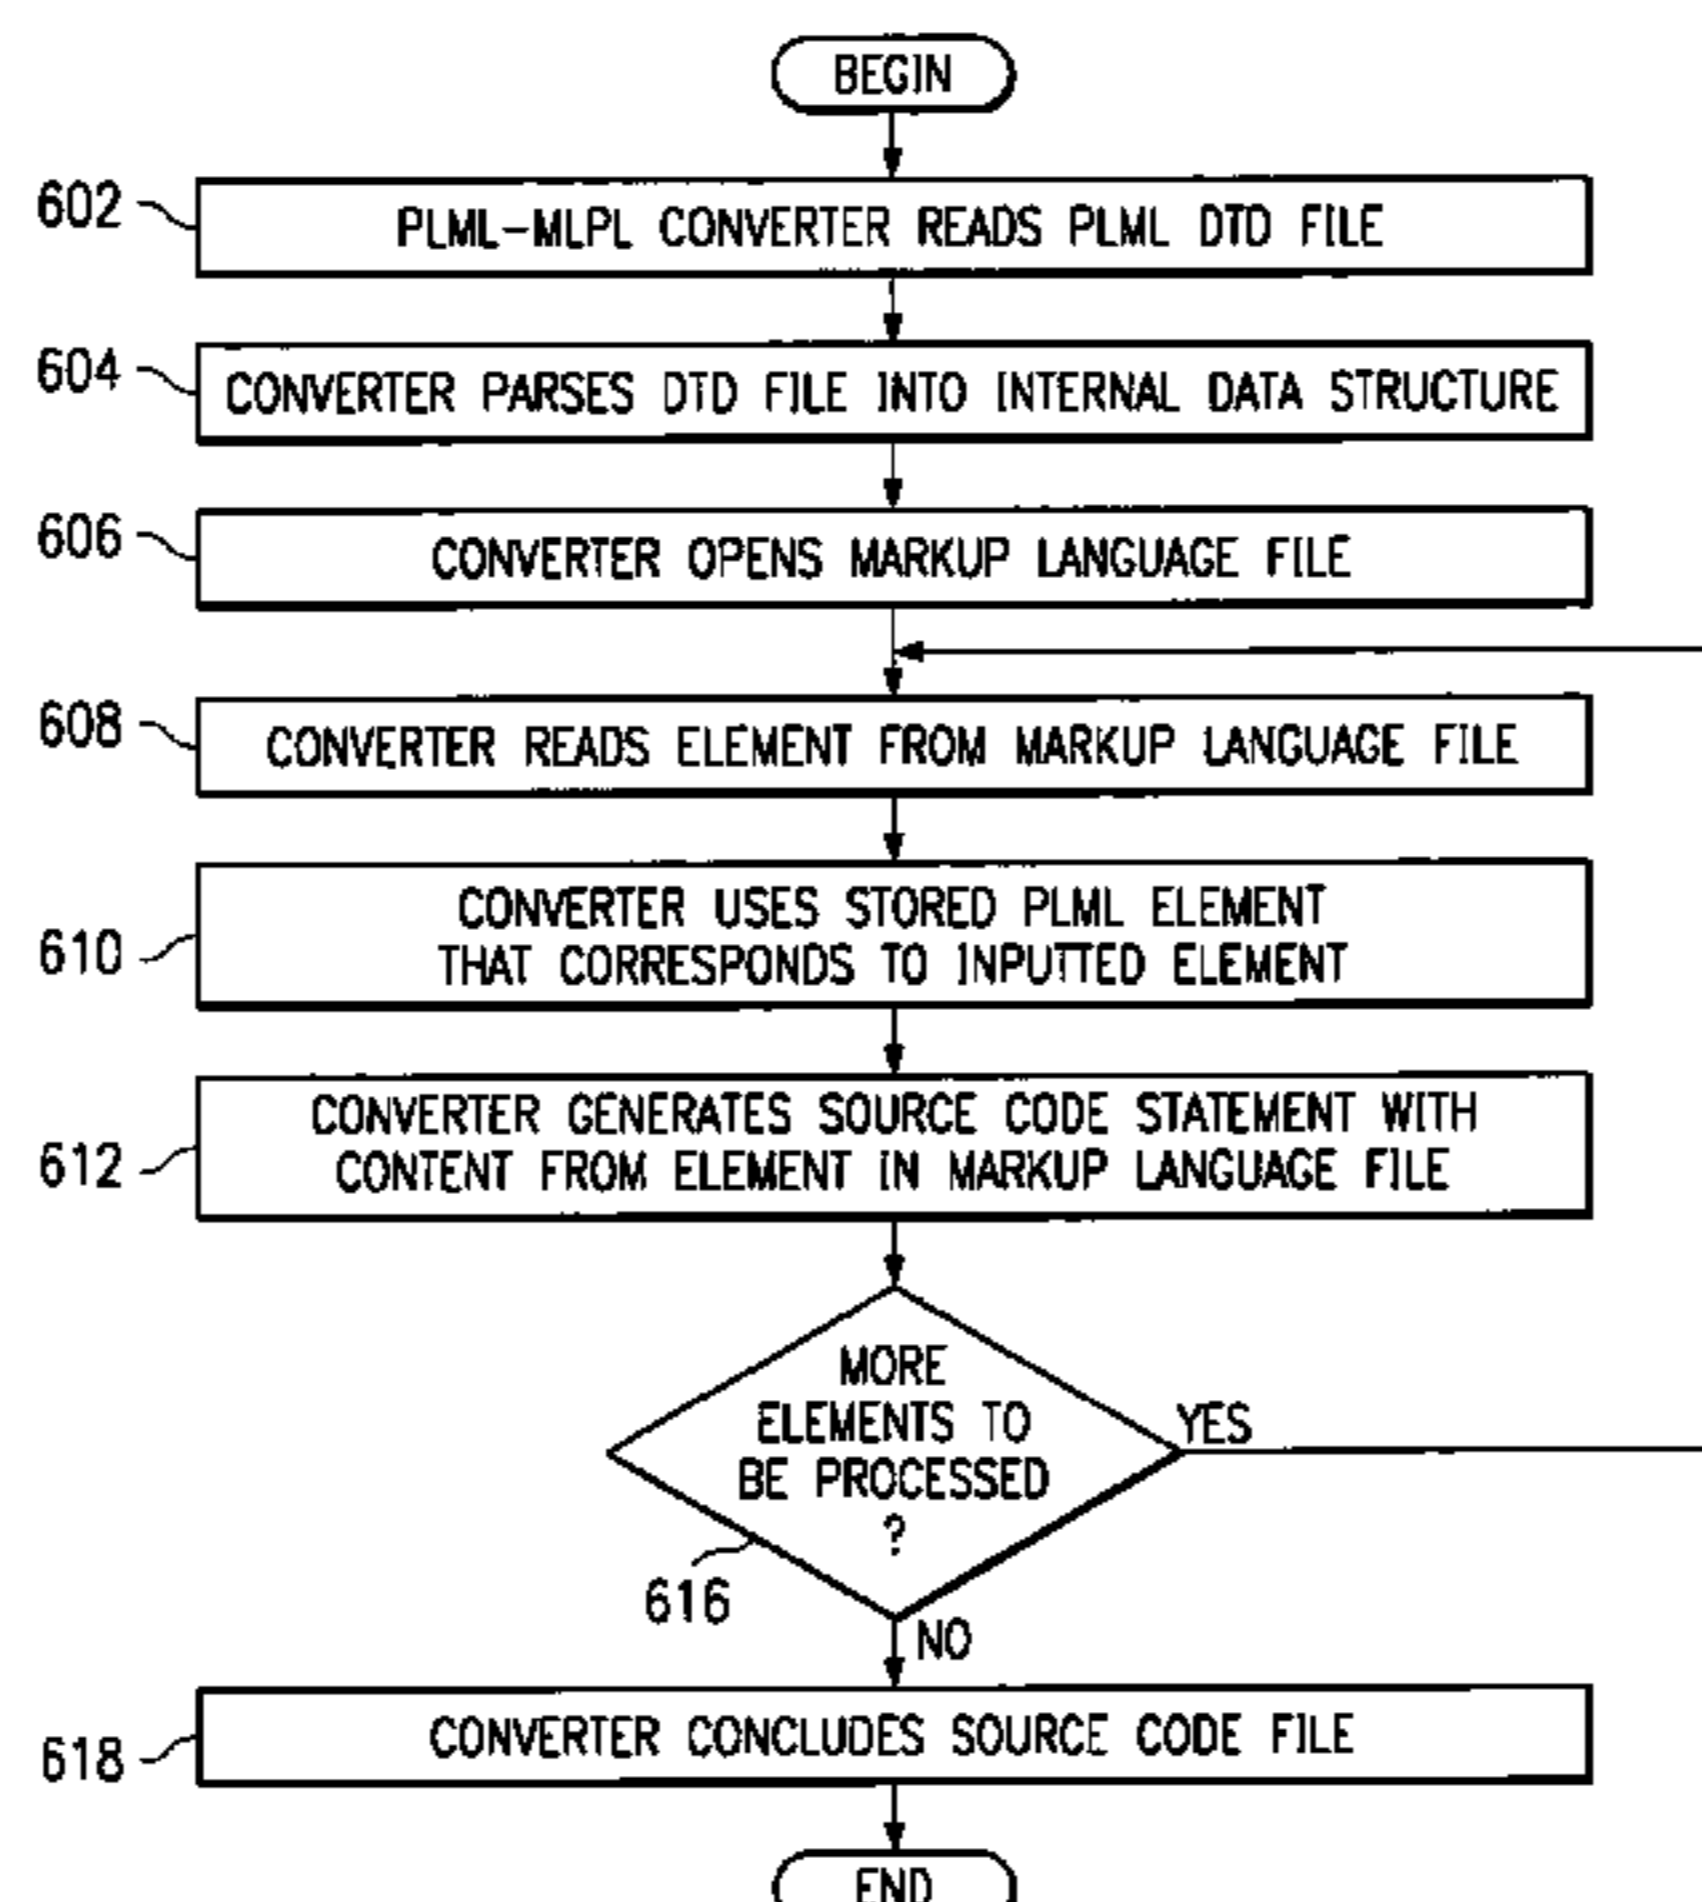 BEGIN
602
PLML-MLPL CONVERTER READS PLML DTD FILE
604
CONVERTER PARSES DTD FILE INTO INTERNAL DATA STRUCTURE
606
CONVERTER OPENS MARKUP LANGUAGE FILE
608
CONVERTER READS ELEMENT FROM MARKUP LANGUAGE FILE
610
CONVERTER USES STORED PLML ELEMENT
THAT CORRESPONDS TO INPUTTED ELEMENT
612
CONVERTER GENERATES SOURCE CODE STATEMENT WITH
CONTENT FROM ELEMENT IN MARKUP LANGUAGE FILE
MORE
ELEMENTS TO
BE PROCESSED
?
YES
616
NO
618
CONVERTER CONCLUDES SOURCE CODE FILE
END